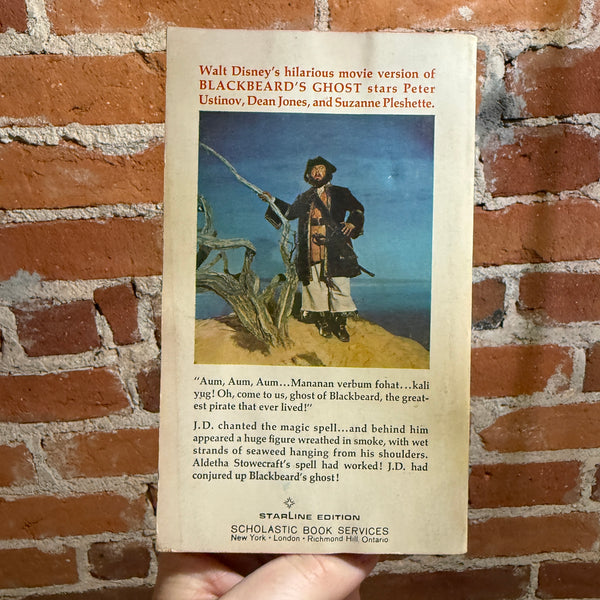 Walt Disney's hilarious movie version of
BLACKBEARD'S GHOST stars Peter
Ustinov, Dean Jones, and Suzanne Pleshette.
"Aum, Aum, Aum...Mananan verbum fohat...kali
yug! Oh, come to us, ghost of Blackbeard, the great-
est pirate that ever lived!"
J.D. chanted the magic spell...and behind him
appeared a huge figure wreathed in smoke, with wet
strands of seaweed hanging from his shoulders.
Aldetha Stowecraft's spell had worked! J.D. had
conjured up Blackbeard's ghost!
STARLINE EDITION
SCHOLASTIC BOOK SERVICES
New York · London · Richmond Hill, Ontario